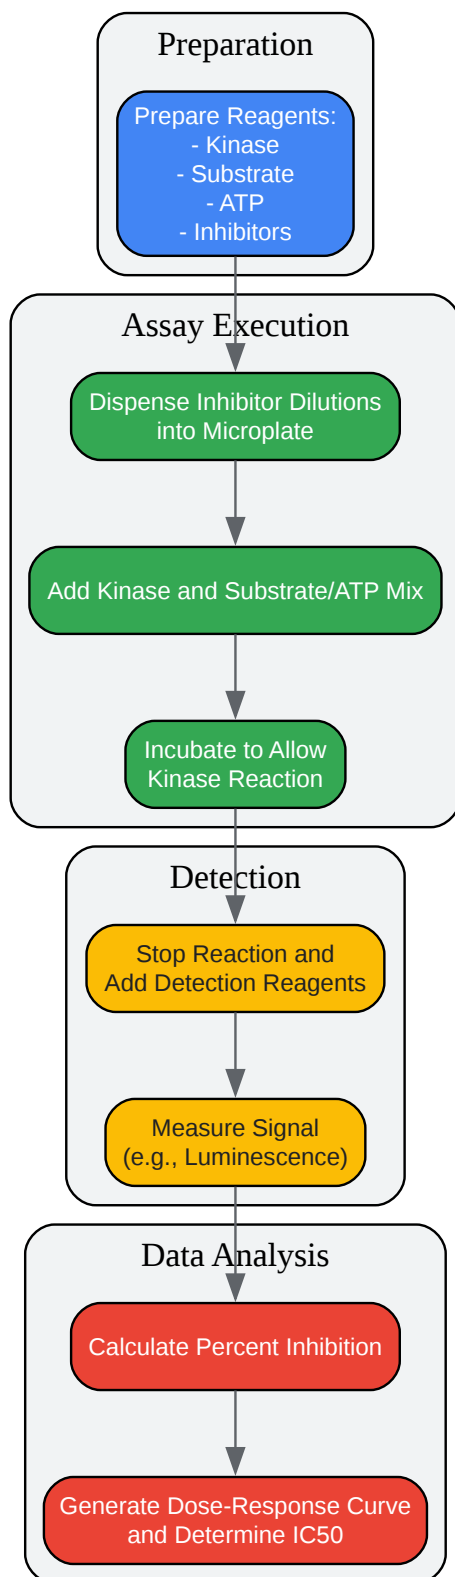 Preparation
Prepare Reagents:
- Kinase
- Substrate
- ATP
- Inhibitors
Assay Execution
Dispense Inhibitor Dilutions
into Microplate
Add Kinase and Substrate/ATP Mix
Incubate to Allow
Kinase Reaction
Detection
Stop Reaction and
Add Detection Reagents
Measure Signal
(e.g., Luminescence)
Data Analysis
Calculate Percent Inhibition
Generate Dose-Response Curve
and Determine IC50